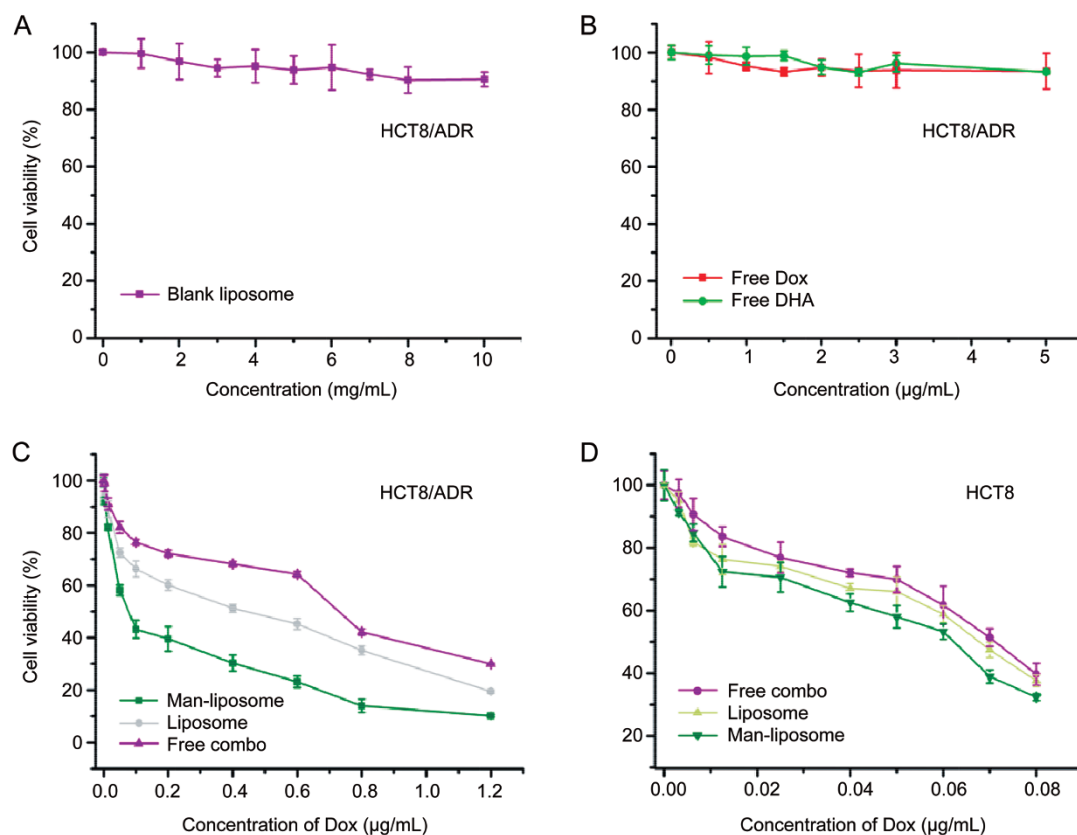 A
100
80
60
40
20
0
Cell viability (%)
HCT8/ADR
Blank liposome
0 2 4 6 8 10
Concentration (mg/mL)
B
100
80
60
40
20
0
HCT8/ADR
Free Dox
Free DHA
0 1 2 3 4 5
Concentration (μg/mL)
C
100
80
60
40
20
0
Cell viability (%)
HCT8/ADR
Man-liposome
Liposome
Free combo
0.0 0.2 0.4 0.6 0.8 1.0 1.2
Concentration of Dox (μg/mL)
D
100
80
60
40
20
HCT8
Free combo
Liposome
Man-liposome
0.00 0.02 0.04 0.06 0.08
Concentration of Dox (μg/mL)